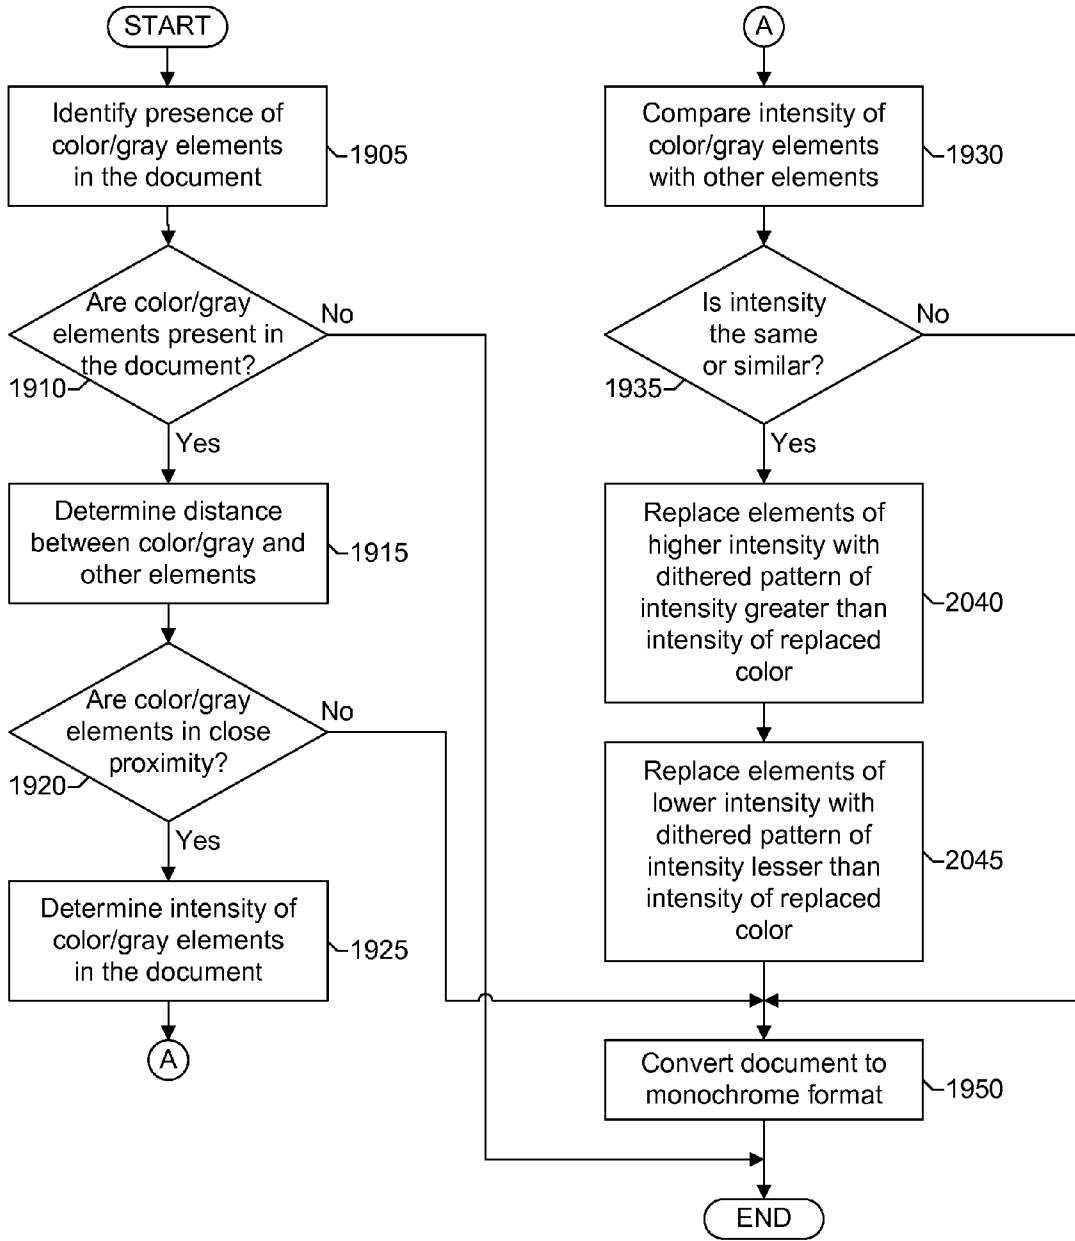 START
Identify presence of
color/gray elements
in the document
1905
Are color/gray
elements present in
the document?
No
1910
Yes
Determine distance
between color/gray and
other elements
1915
Are color/gray
elements in close
proximity?
No
1920
Yes
Determine intensity of
color/gray elements
in the document
1925
A
A
Compare intensity of
color/gray elements
with other elements
1930
Is intensity
the same
or similar?
No
1935
Yes
Replace elements of
higher intensity with
dithered pattern of
intensity greater than
intensity of replaced
color
2040
Replace elements of
lower intensity with
dithered pattern of
intensity lesser than
intensity of replaced
color
2045
Convert document to
monochrome format
1950
END